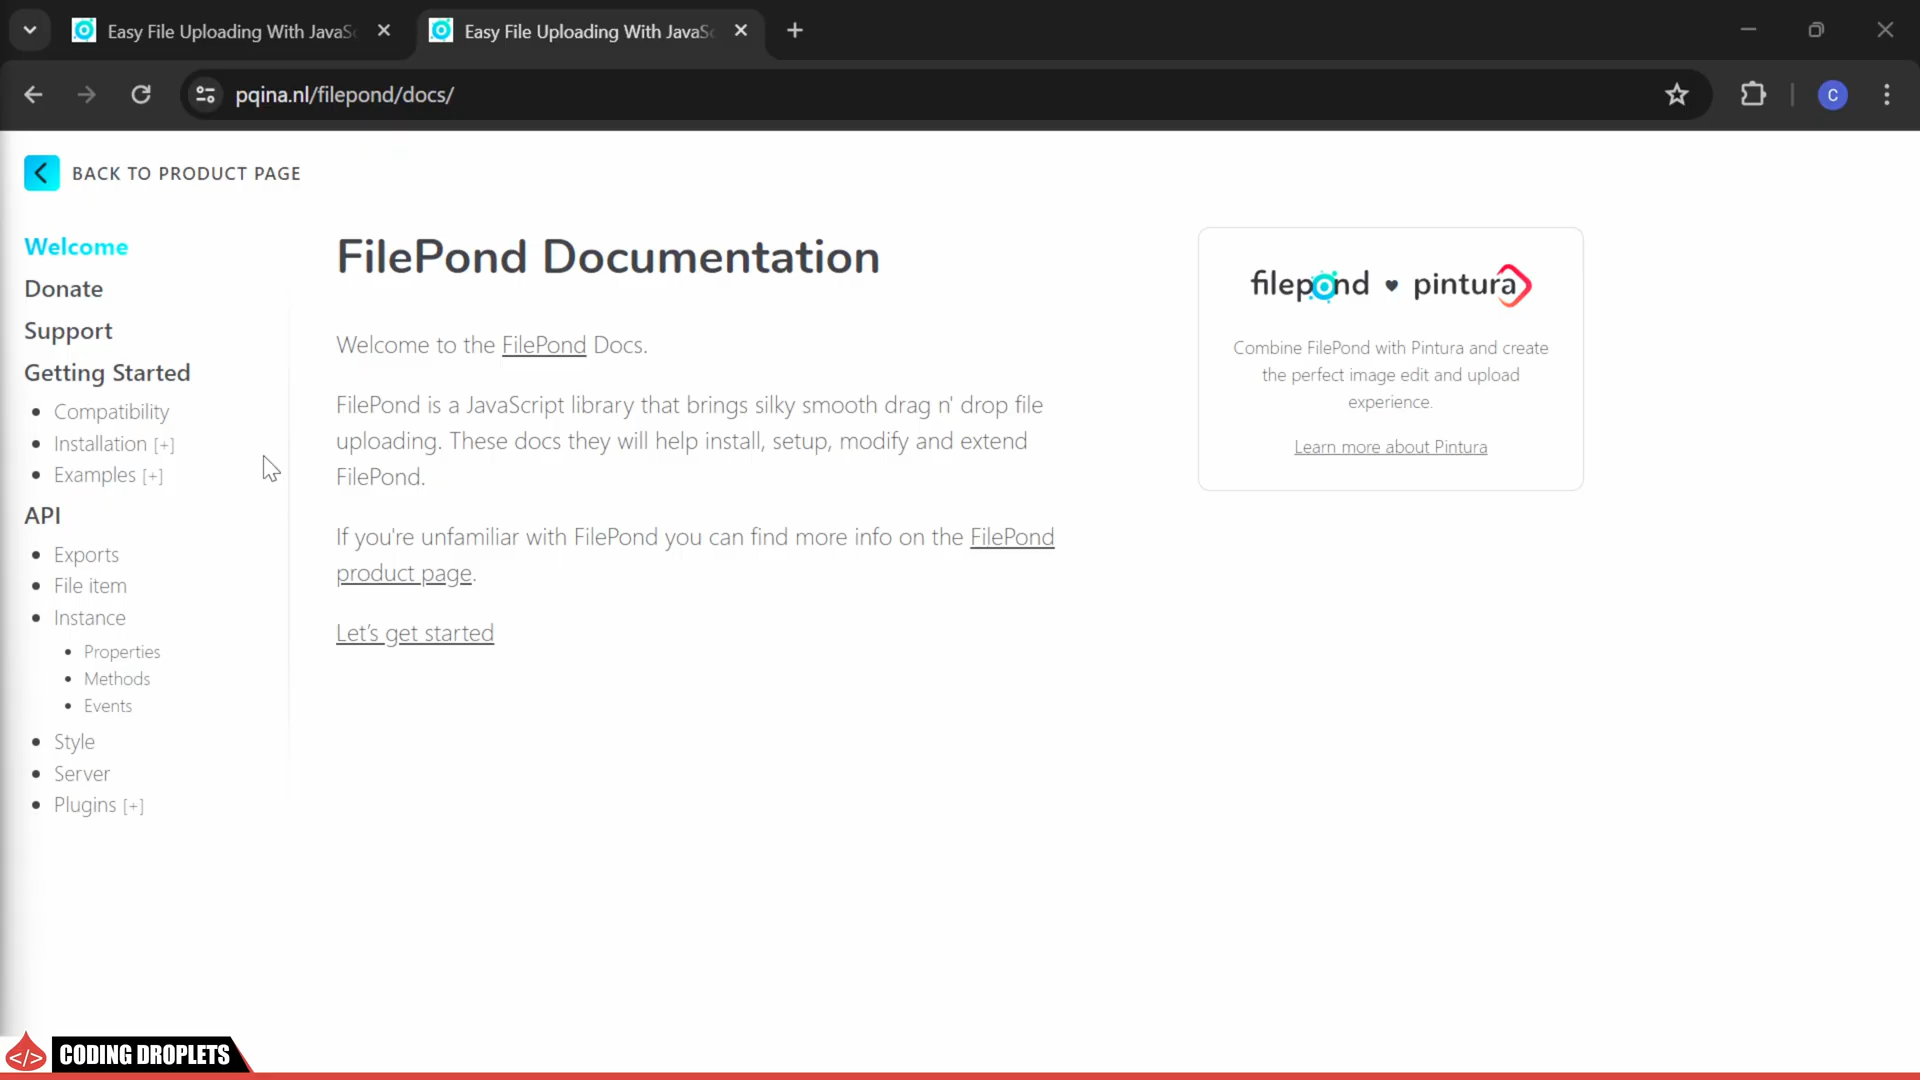 Easy File Uploading With JavaSc
Easy File Uploading With JavaSc
pqina.nl/filepond/docs/
C
BACK TO PRODUCT PAGE
Welcome
Donate
Support
Getting Started
Compatibility
Installation [+]
Examples [+]
API
Exports
File item
Instance
Properties
Methods
Events
Style
Server
Plugins [+]
FilePond Documentation
Welcome to the FilePond Docs.
FilePond is a JavaScript library that brings silky smooth drag n' drop file
uploading. These docs they will help install, setup, modify and extend
FilePond.
If you're unfamiliar with FilePond you can find more info on the FilePond
product page.
Let’s get started
filepond ♥ pintura
Combine FilePond with Pintura and create
the perfect image edit and upload
experience.
Learn more about Pintura
</> CODING DROPLETS